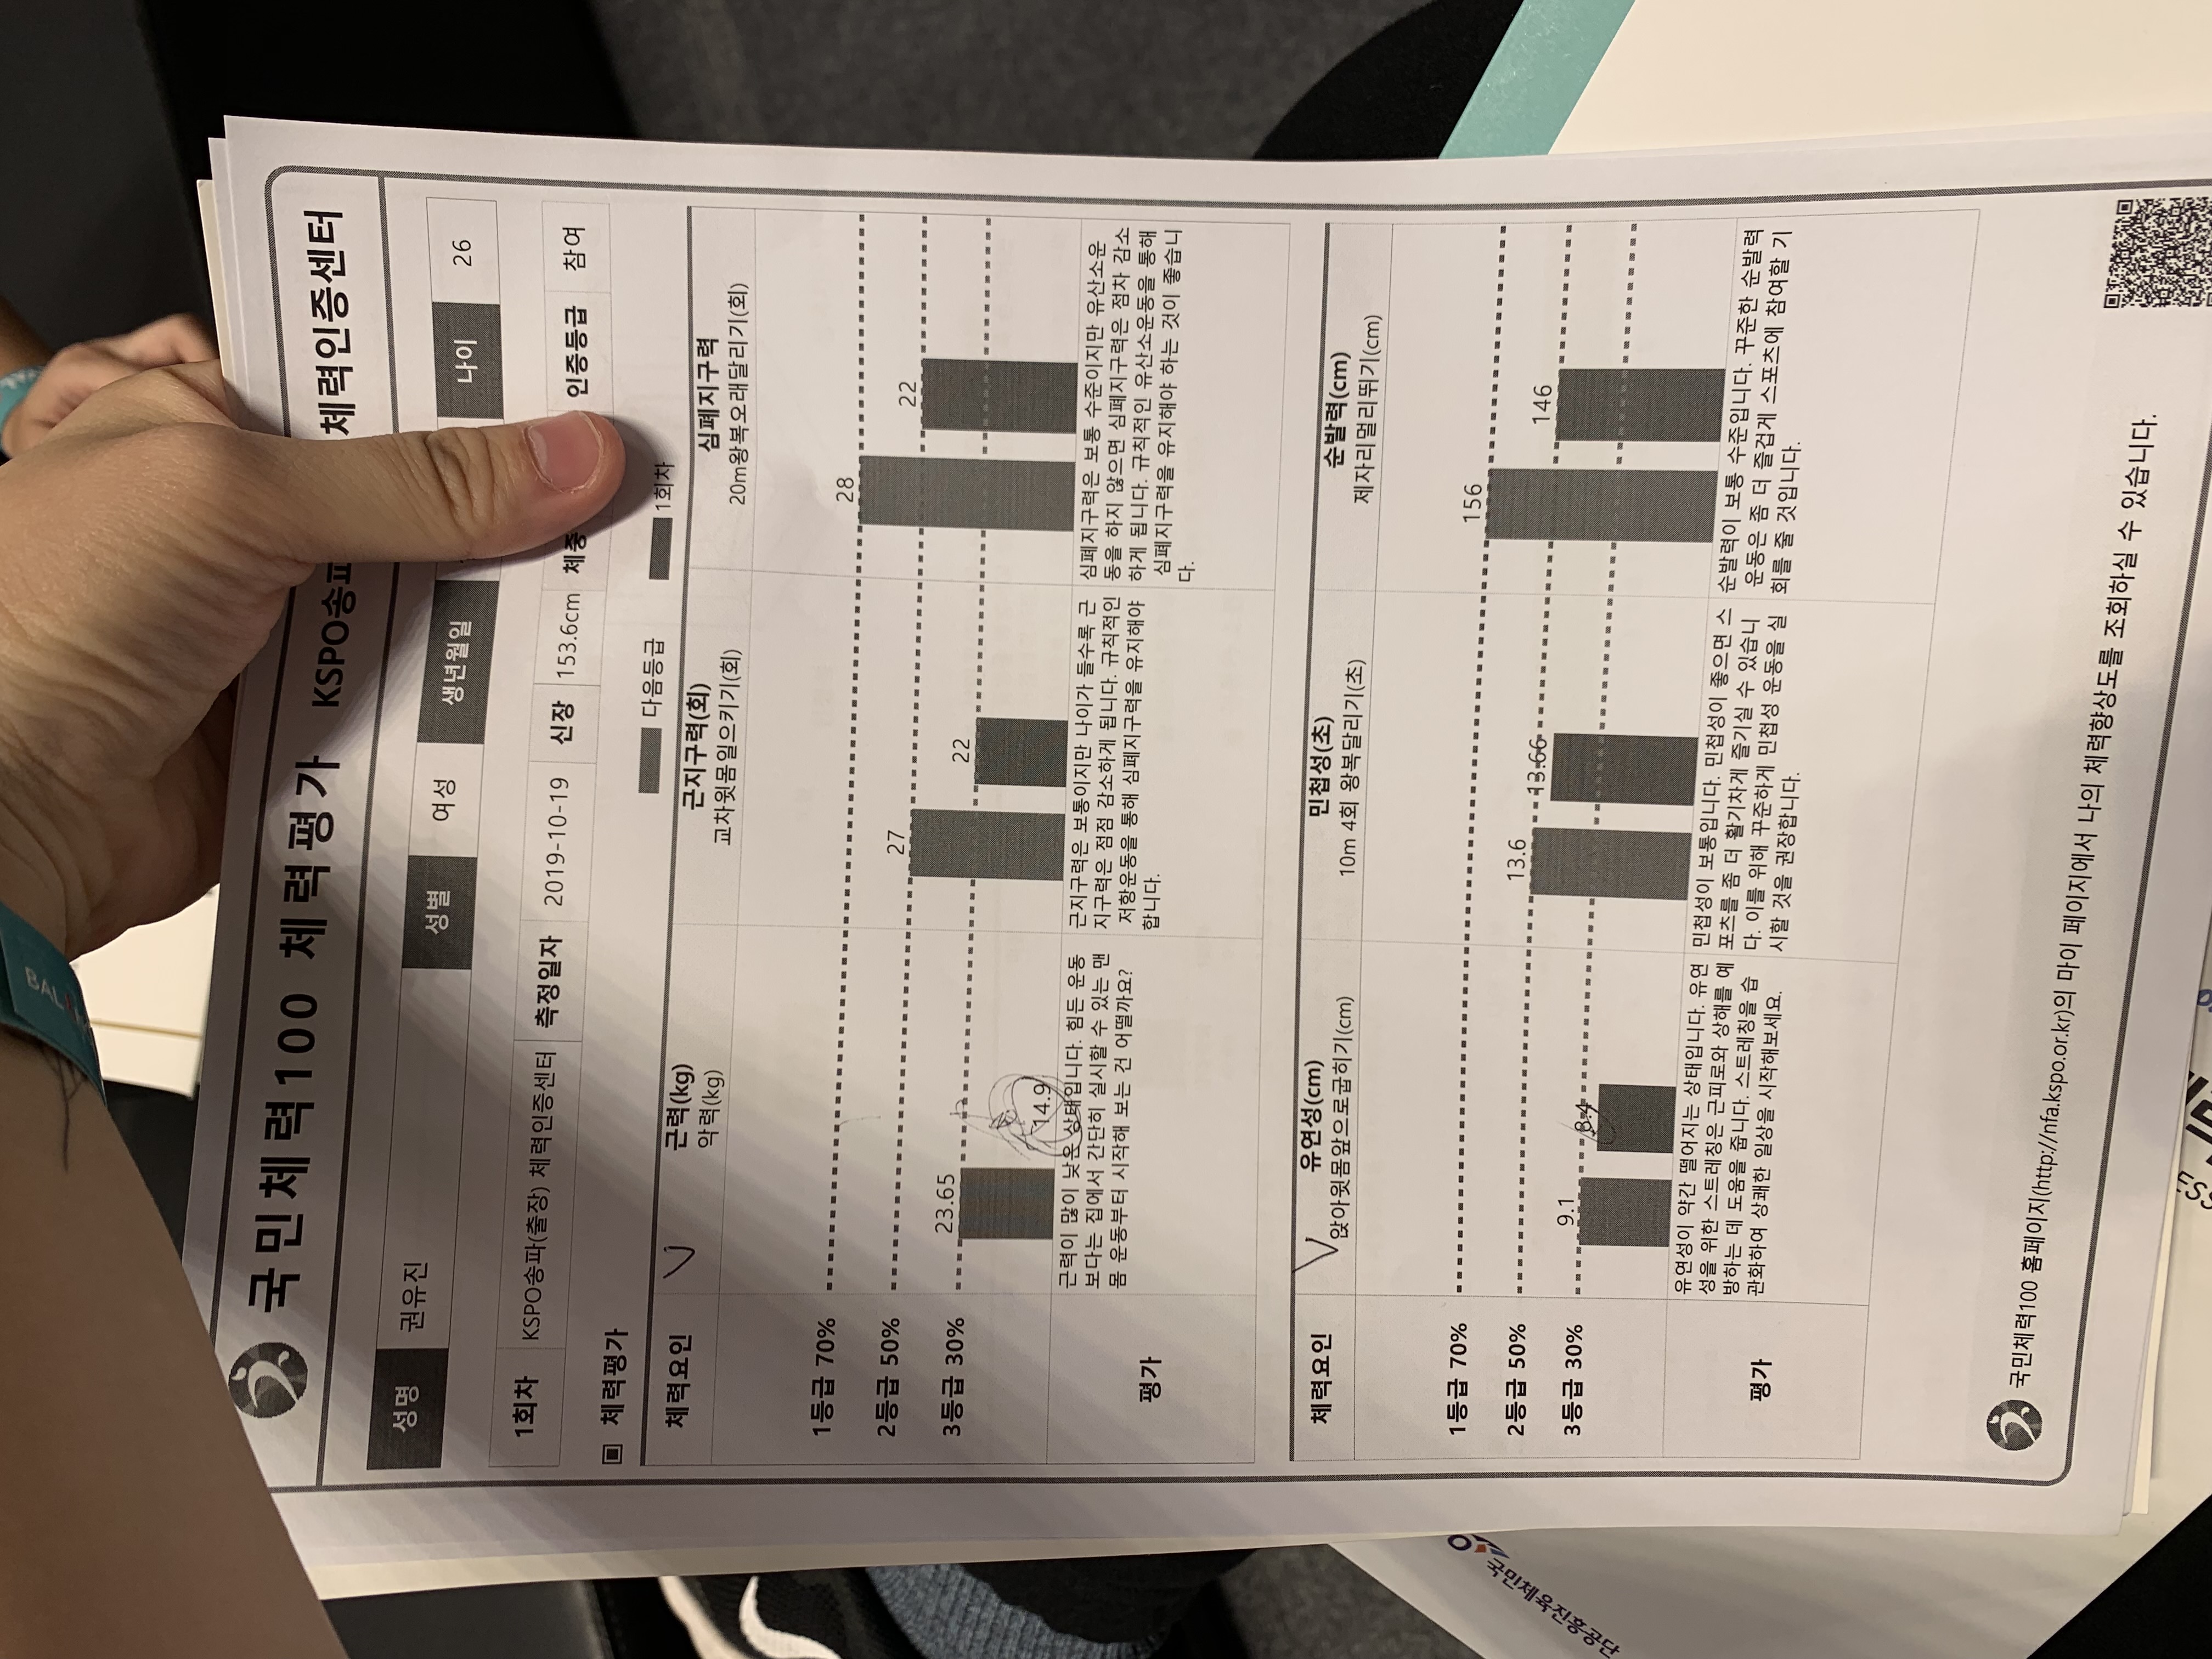 BAL
국민체력100 체력평가 KSPO송파 체력인증센터
성명 권유진 성별 여성 생년월일 나이 26
1회차 KSPO송파(출장) 체력인증센터 측정일자 2019-10-19 신장 153.6cm 체중 인증등급 참여
▣ 체력평가
다음등급 1회차
체력요인 근력(kg) 근지구력(회) 심폐지구력
악력(kg) 교차윗몸일으키기(회) 20m왕복오래달리기(회)
1등급 70%
2등급 50%
3등급 30%
23.65 14.9
27 22
28 22
평가
근력이 많이 낮은 상태입니다. 힘든 운동
보다는 집에서 간단히 실시할 수 있는 맨
몸 운동부터 시작해 보는 건 어떨까요?
근지구력은 보통이지만 나이가 들수록 근
지구력은 점점 감소하게 됩니다. 규칙적인
저항운동을 통해 심폐지구력을 유지해야
합니다.
심폐지구력은 보통 수준이지만 유산소운
동을 하지 않으면 심폐지구력은 점차 감소
하게 됩니다. 규칙적인 유산소운동을 통해
심폐지구력을 유지해야 하는 것이 좋습니
다.
체력요인 유연성(cm) 민첩성(초) 순발력(cm)
앉아윗몸앞으로굽히기(cm) 10m 4회 왕복달리기(초) 제자리멀리뛰기(cm)
1등급 70%
2등급 50%
3등급 30%
9.1 8.4
13.6 13.66
156 146
평가
유연성이 약간 떨어지는 상태입니다. 유연
성을 위한 스트레칭은 근피로와 상해를 예
방하는 데 도움을 줍니다. 스트레칭을 습
관화하여 상쾌한 일상을 시작해보세요.
민첩성이 보통입니다. 민첩성이 좋으면 스
포츠를 좀 더 활기차게 즐기실 수 있습니
다. 이를 위해 꾸준하게 민첩성 운동을 실
시할 것을 권장합니다.
순발력이 보통 수준입니다. 꾸준한 순발력
운동은 좀 더 즐겁게 스포츠에 참여할 기
회를 줄 것입니다.
국민체력100 홈페이지(http://nfa.kspo.or.kr)의 마이 페이지에서 나의 체력향상도를 조회하실 수 있습니다.
국민체육진흥공단